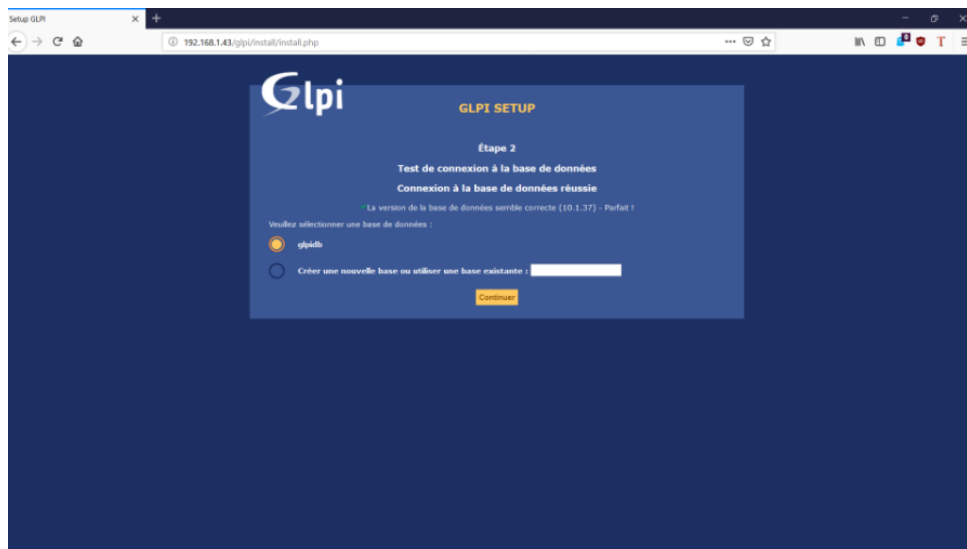 Setup GLPI
192.168.1.43/glpi/install/install.php
Glpi
GLPI SETUP
Étape 2
Test de connexion à la base de données
Connexion à la base de données réussie
La version de la base de données semble correcte (10.1.37) - Parfait !
Veuillez sélectionner une base de données :
glpidb
Créer une nouvelle base ou utiliser une base existante :
Continuer